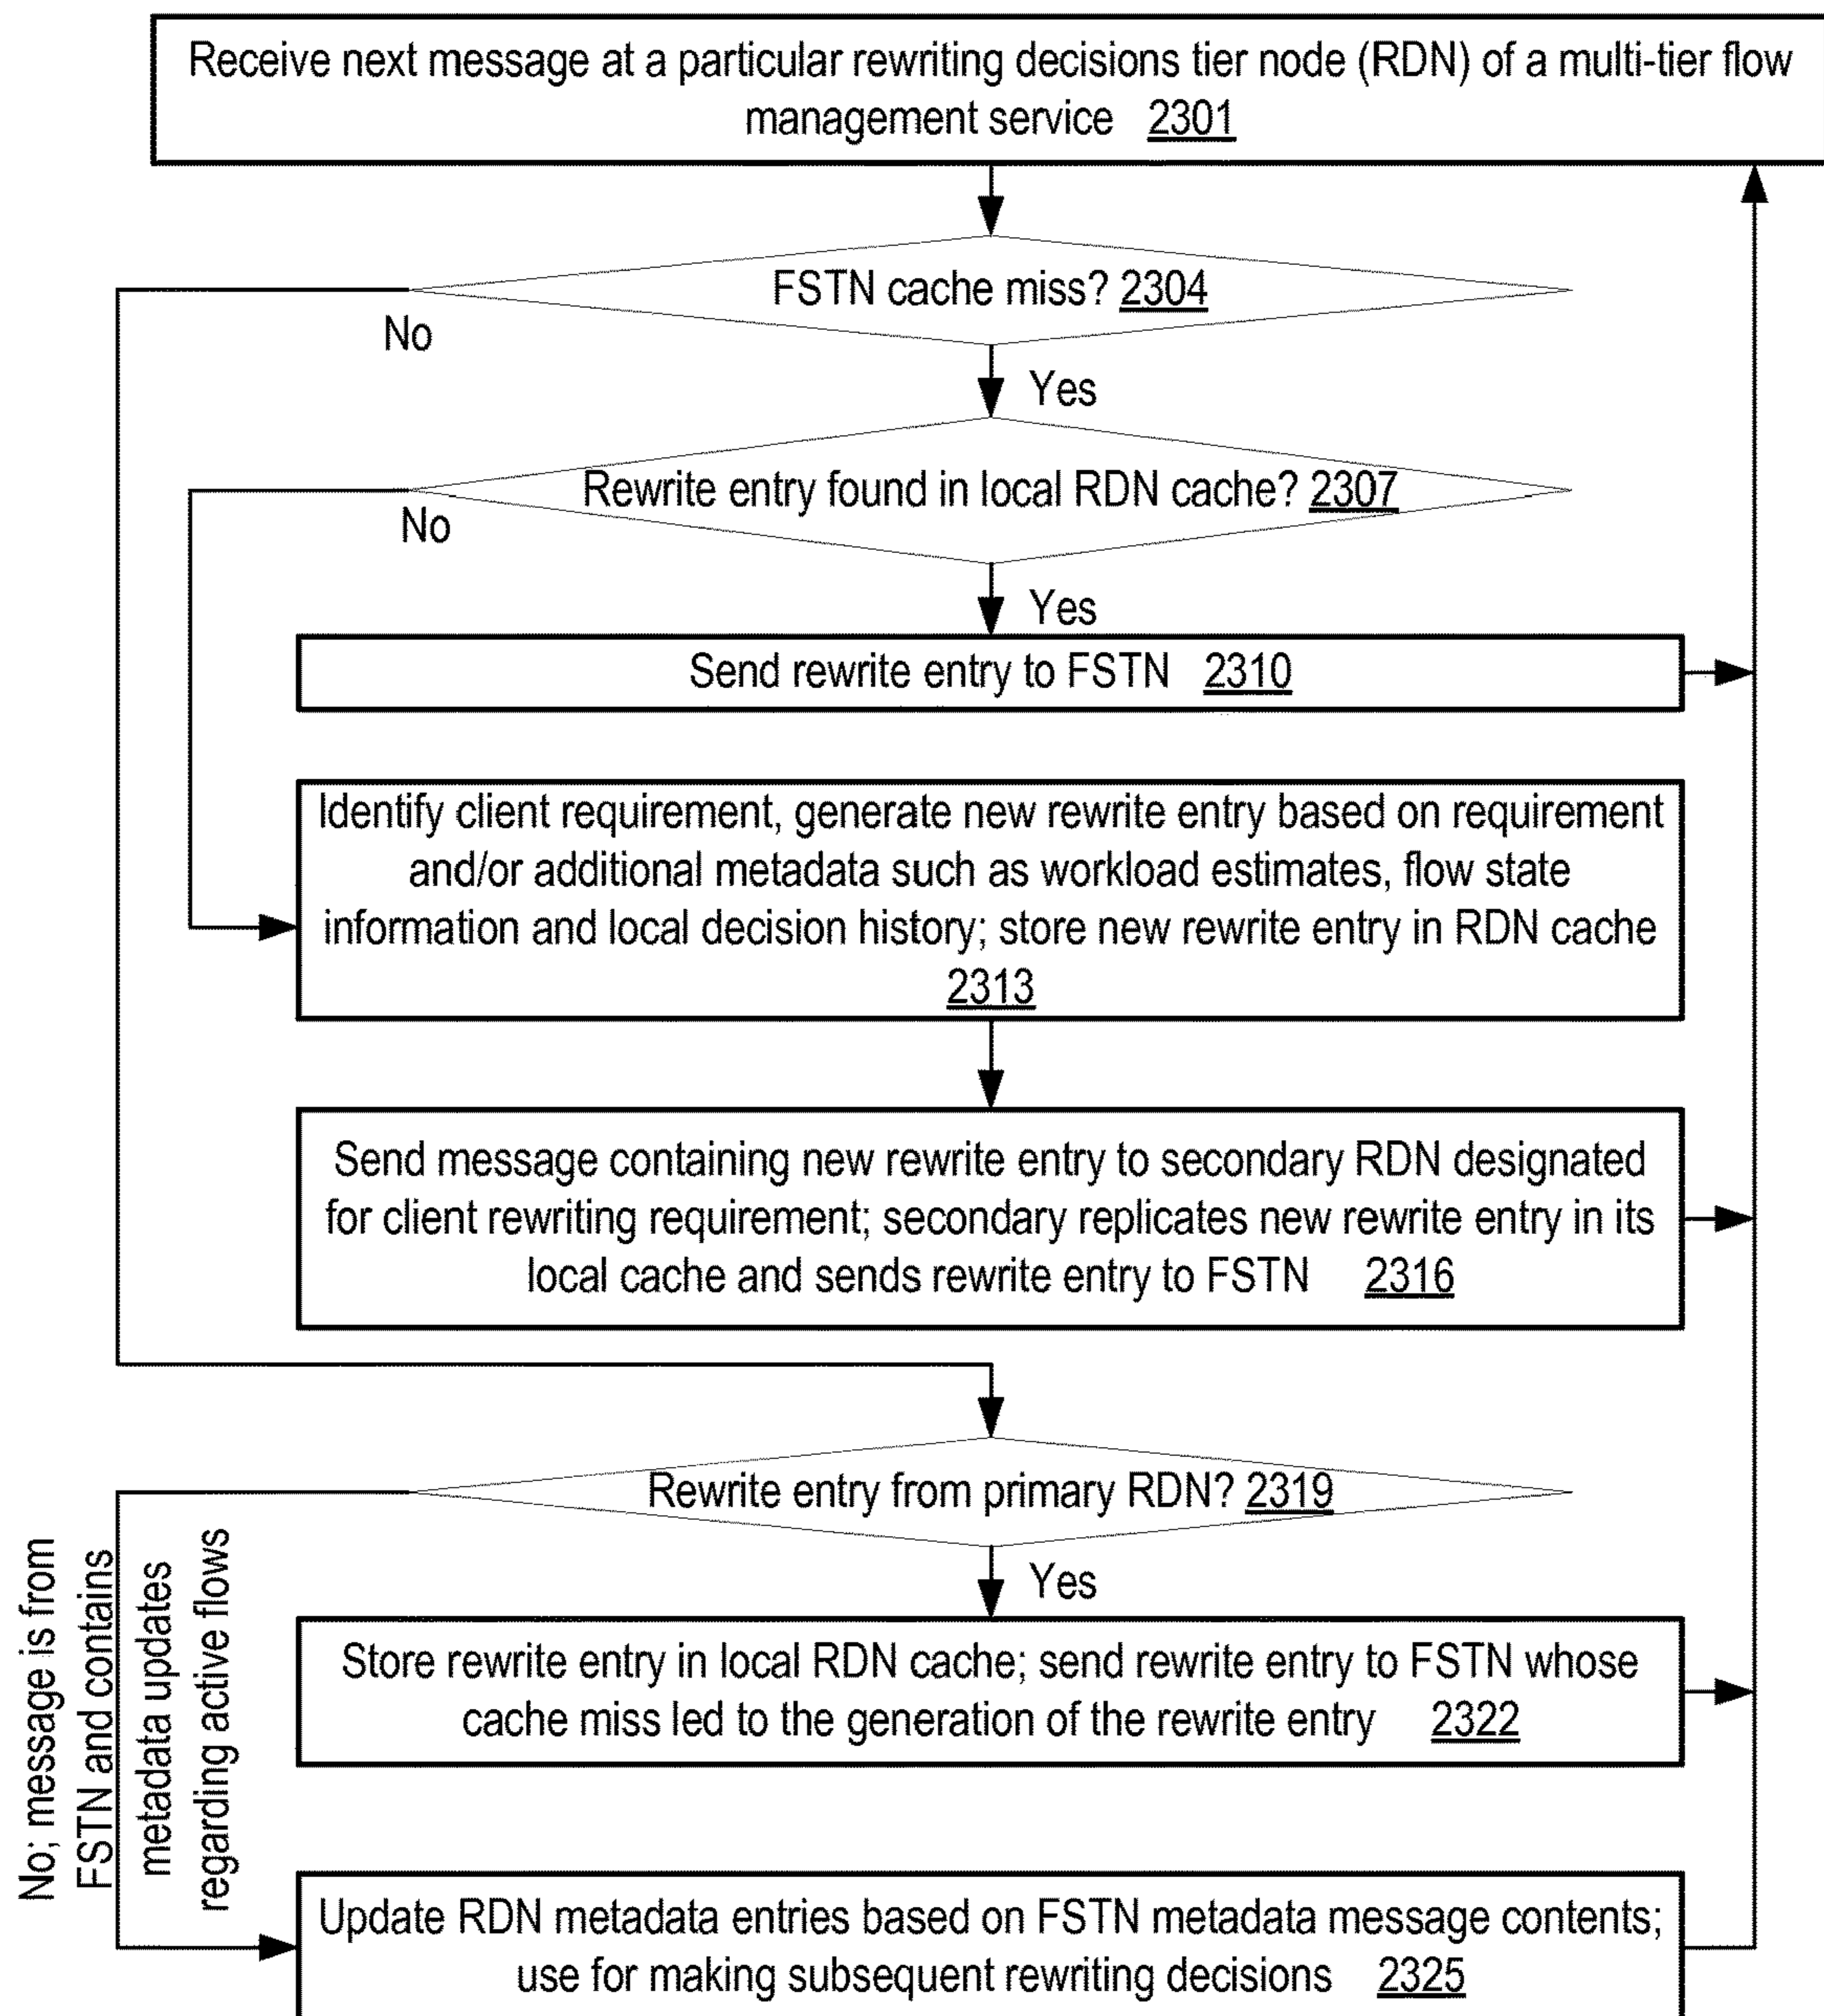 Receive next message at a particular rewriting decisions tier node (RDN) of a multi-tier flow
management service 2301
FSTN cache miss? 2304
No
Yes
Rewrite entry found in local RDN cache? 2307
No
Yes
Send rewrite entry to FSTN 2310
Identify client requirement, generate new rewrite entry based on requirement
and/or additional metadata such as workload estimates, flow state
information and local decision history; store new rewrite entry in RDN cache
2313
Send message containing new rewrite entry to secondary RDN designated
for client rewriting requirement; secondary replicates new rewrite entry in its
local cache and sends rewrite entry to FSTN 2316
Rewrite entry from primary RDN? 2319
No; message is from
FSTN and contains
metadata updates
regarding active flows
Yes
Store rewrite entry in local RDN cache; send rewrite entry to FSTN whose
cache miss led to the generation of the rewrite entry 2322
Update RDN metadata entries based on FSTN metadata message contents;
use for making subsequent rewriting decisions 2325